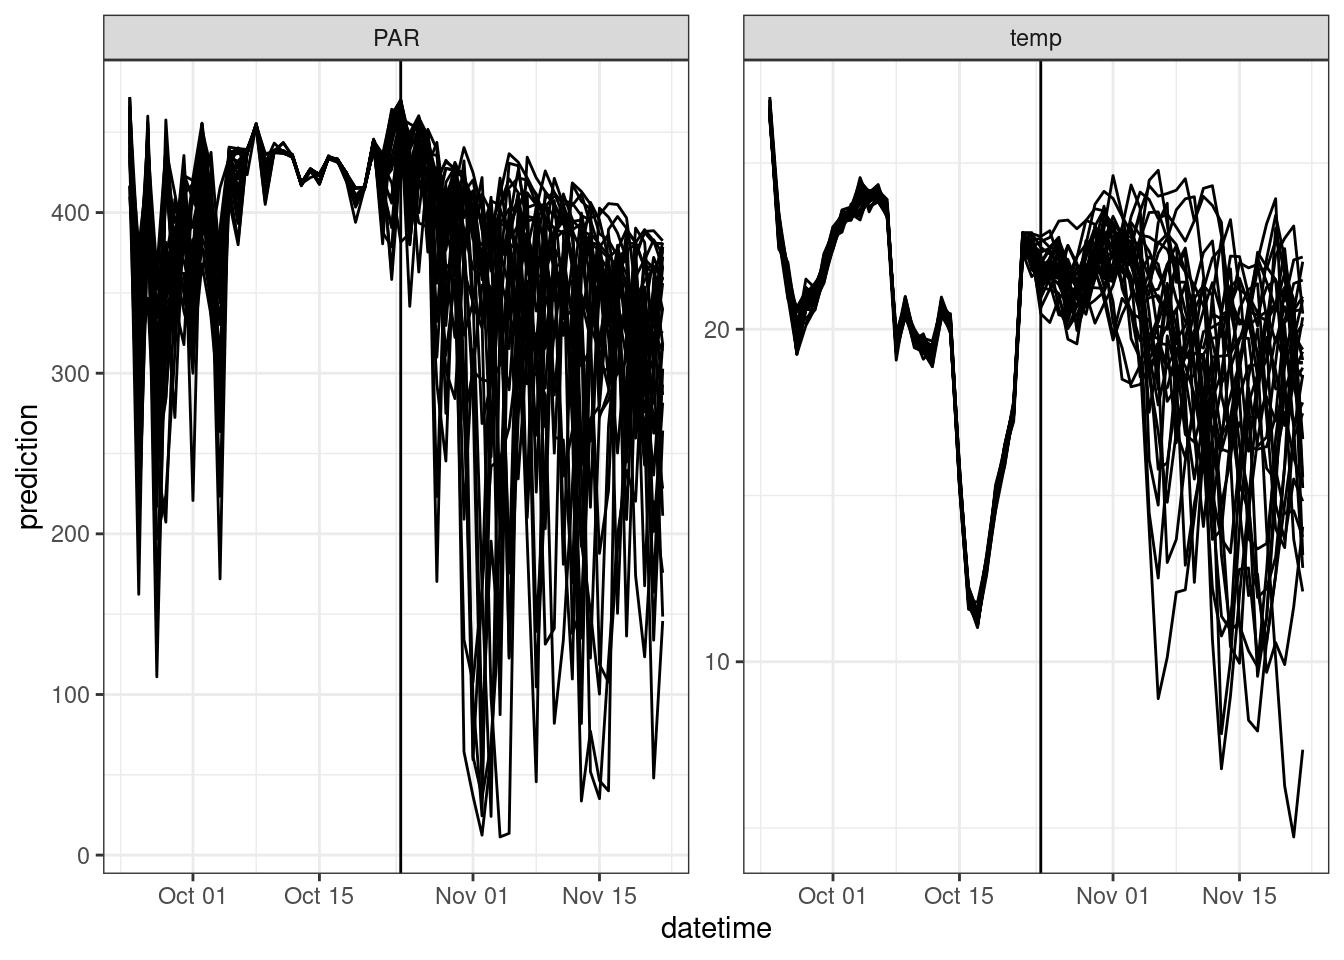 PAR
temp
prediction
400
300
200
100
0
20
10
Oct 01
Oct 15
Nov 01
Nov 15
Oct 01
Oct 15
Nov 01
Nov 15
datetime